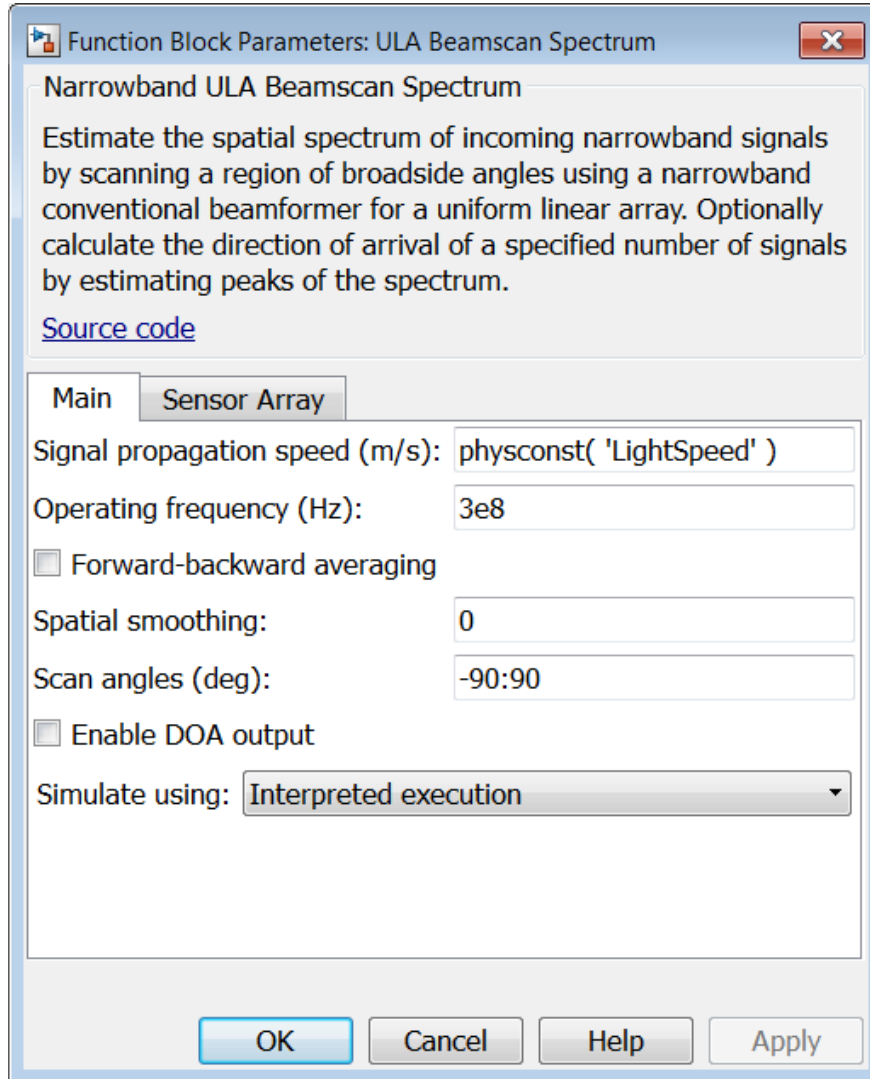 Function Block Parameters: ULA Beamscan Spectrum
Narrowband ULA Beamscan Spectrum
Estimate the spatial spectrum of incoming narrowband signals
by scanning a region of broadside angles using a narrowband
conventional beamformer for a uniform linear array. Optionally
calculate the direction of arrival of a specified number of signals
by estimating peaks of the spectrum.
Source code
Main Sensor Array
Signal propagation speed (m/s): physconst( 'LightSpeed' )
Operating frequency (Hz): 3e8
Forward-backward averaging
Spatial smoothing: 0
Scan angles (deg): -90:90
Enable DOA output
Simulate using: Interpreted execution
OK Cancel Help Apply